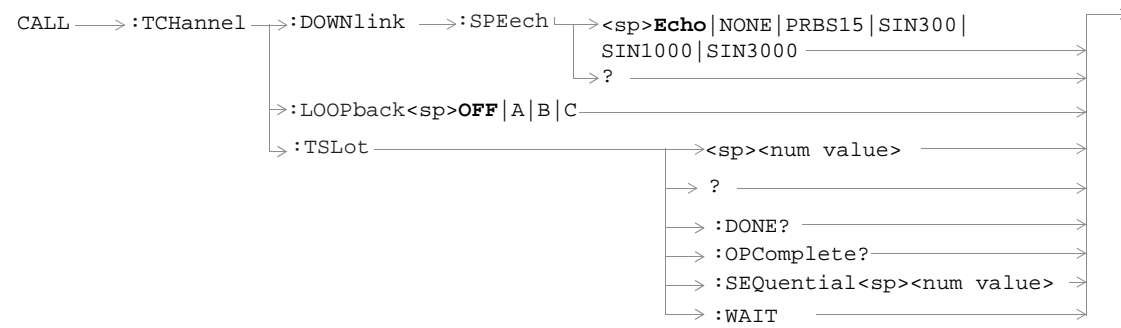 CALL :TCHannel :DOWNlink :SPEech <sp>Echo|NONE|PRBS15|SIN300|
SIN1000|SIN3000
?
:LOOPback<sp>OFF|A|B|C
:TSLot <sp><num value>
?
:DONE?
:OPComplete?
:SEQuential<sp><num value>
:WAIT